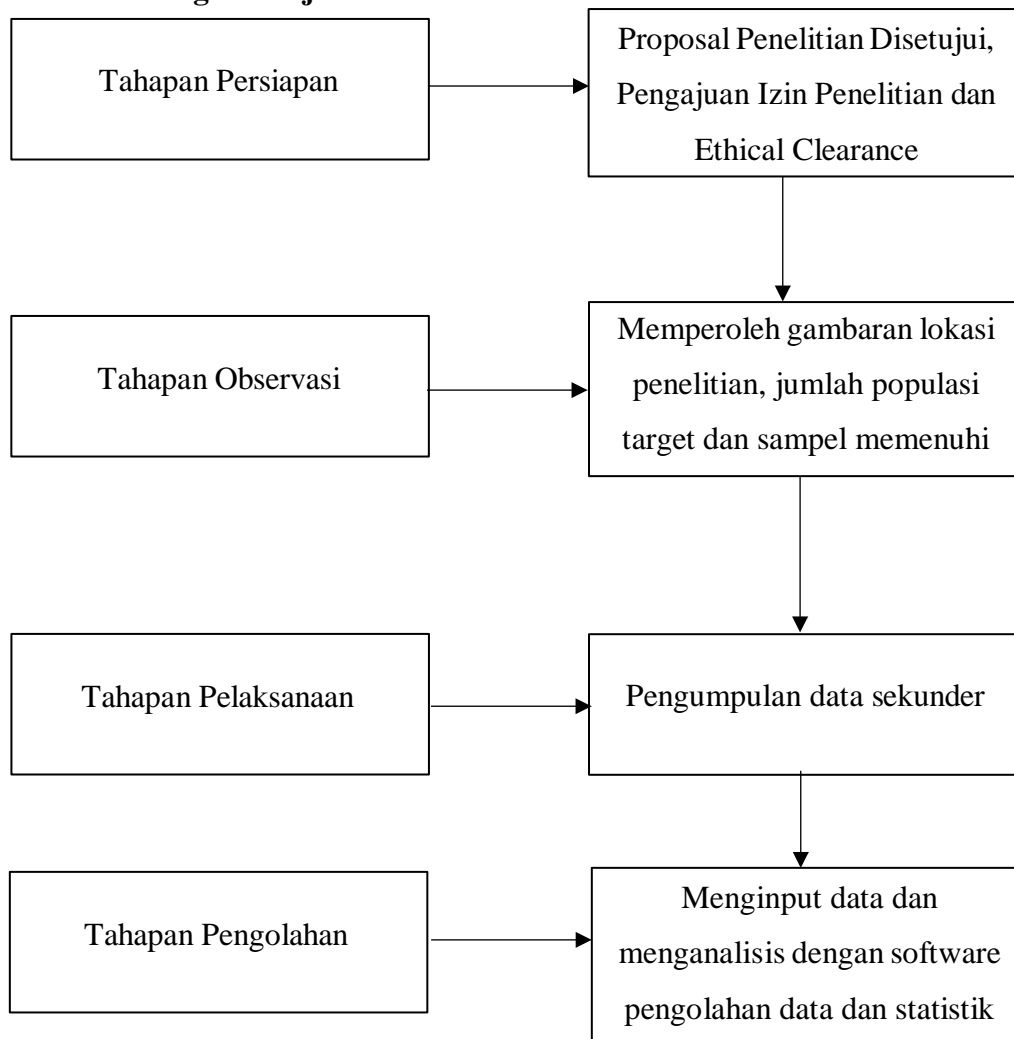 Tahapan Persiapan
Proposal Penelitian Disetujui,
Pengajuan Izin Penelitian dan
Ethical Clearance
Tahapan Observasi
Memperoleh gambaran lokasi
penelitian, jumlah populasi
target dan sampel memenuhi
Tahapan Pelaksanaan
Pengumpulan data sekunder
Tahapan Pengolahan
Menginput data dan
menganalisis dengan software
pengolahan data dan statistik